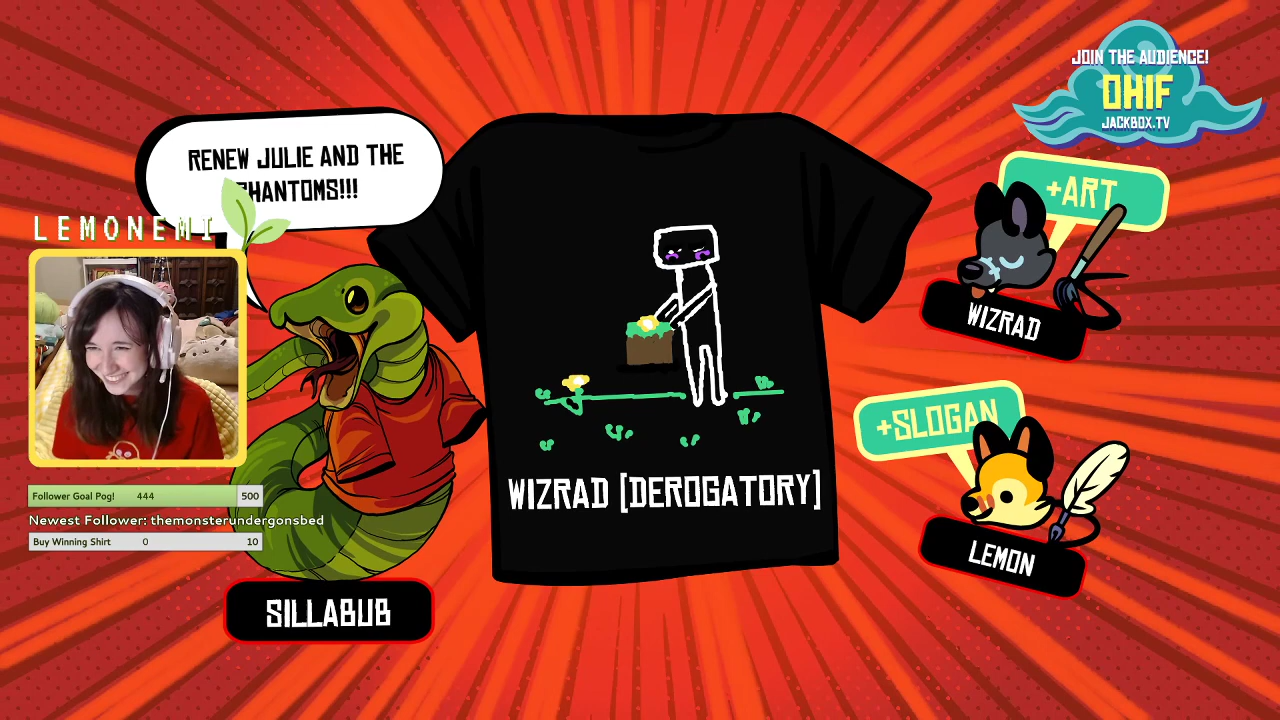 JOIN THE AUDIENCE!
OHIF
JACKBOX.TV
RENEW JULIE AND THE
PHANTOMS!!!
LEMONEMI
+ART
WIZRAD
+SLOGAN
LEMON
WIZRAD [DEROGATORY]
Follower Goal Pog! 444 500
Newest Follower: themonsterundergonsbed
Buy Winning Shirt 0 10
SILLABUB